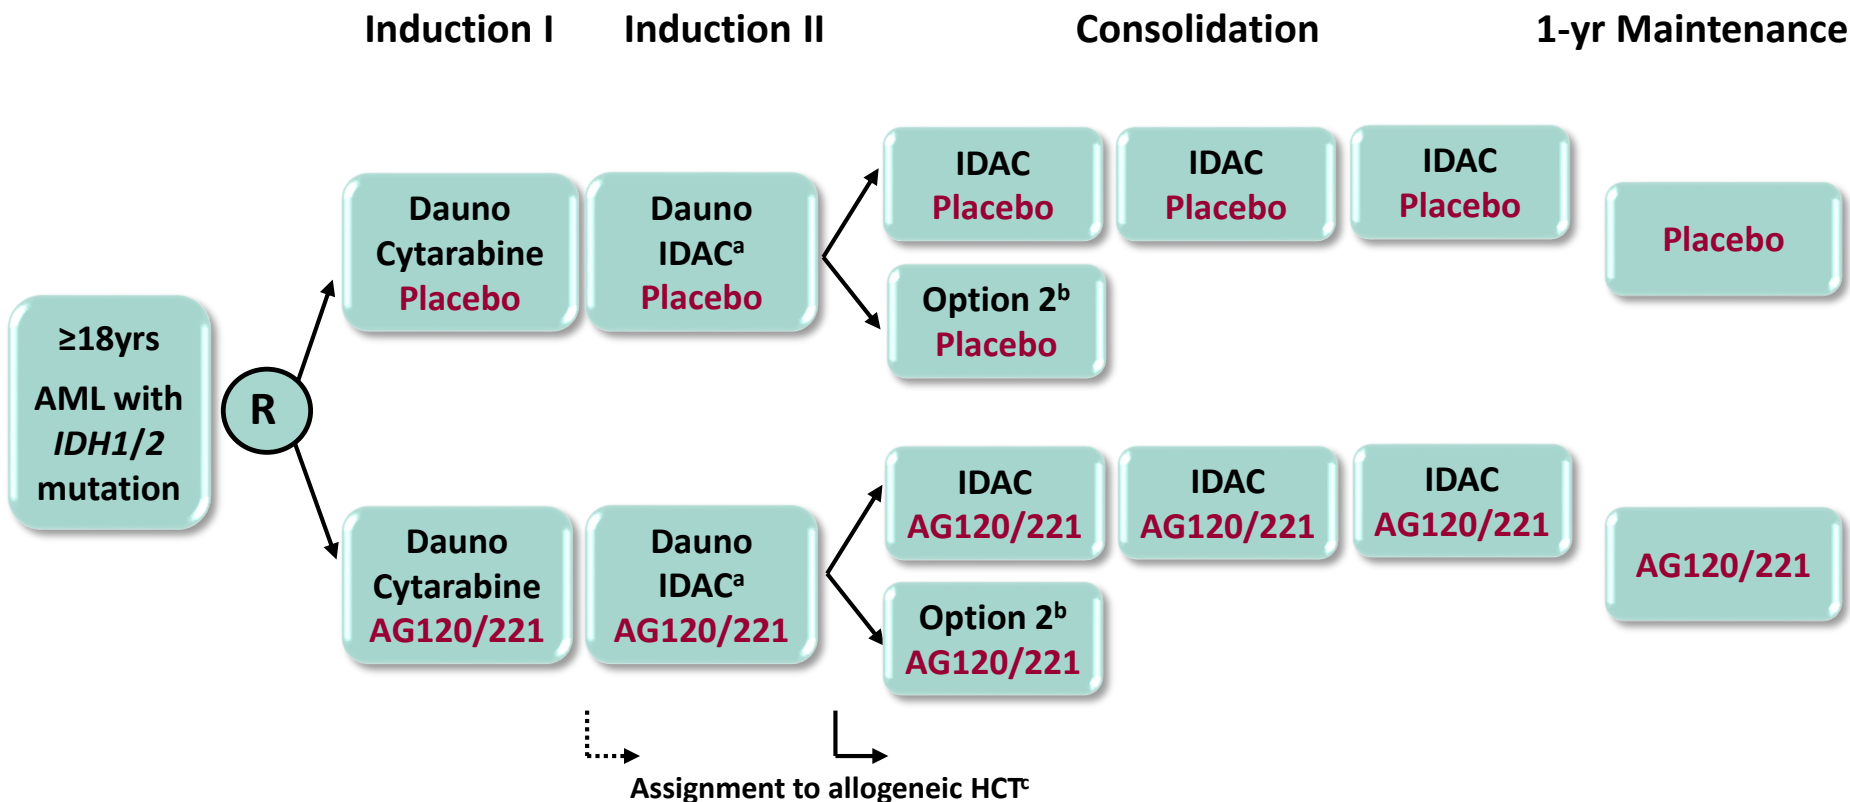 Induction I
Induction II
Consolidation
1-yr Maintenance
≥18yrs
AML with
IDH1/2
mutation
R
Dauno
Cytarabine
Placebo
Dauno
IDACᵃ
Placebo
IDAC
Placebo
IDAC
Placebo
IDAC
Placebo
Placebo
Option 2ᵇ
Placebo
Dauno
Cytarabine
AG120/221
Dauno
IDACᵃ
AG120/221
IDAC
AG120/221
IDAC
AG120/221
IDAC
AG120/221
AG120/221
Option 2ᵇ
AG120/221
Assignment to allogeneic HCTᶜ